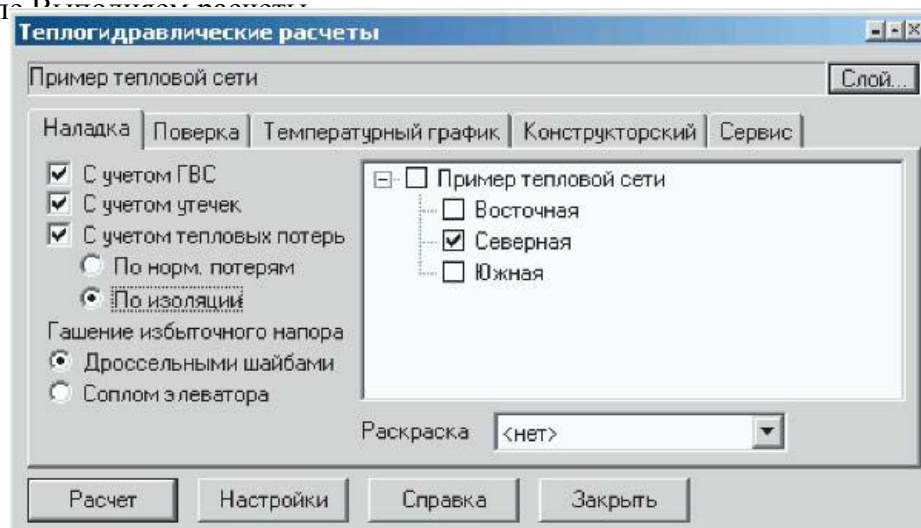 Выполняем расчеты
Теплогидравлические расчеты
Пример тепловой сети
Слой...
Наладка Поверка Температурный график Конструкторский Сервис
С учетом ГВС
С учетом утечек
С учетом тепловых потерь
По норм. потерям
По изоляции
Гашение избыточного напора
Дроссельными шайбами
Соплом элеватора
Пример тепловой сети
Восточная
Северная
Южная
Раскраска <нет>
Расчет Настройки Справка Закрыть